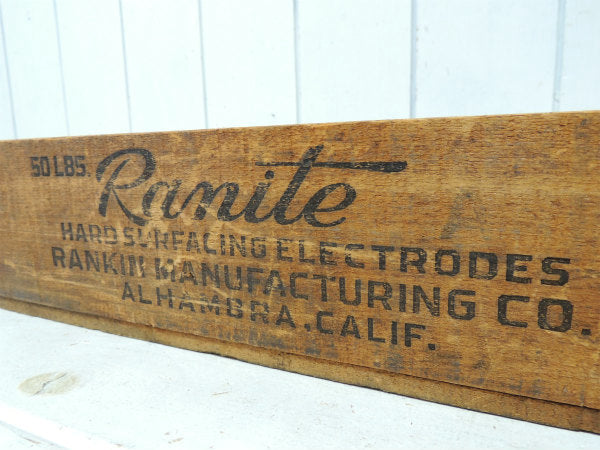 50 LBS. Ranite
HARD SURFACING ELECTRODES
RANKIN MANUFACTURING CO.
ALHAMBRA, CALIF.